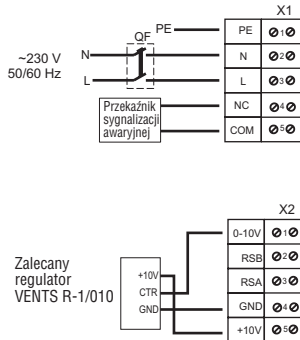 X1
QF
PE
PE
1
~230 V
50/60 Hz
N
N
2
L
L
3
Przekaźnik
sygnalizacji
awaryjnej
NC
4
COM
5
X2
0-10V
1
RSB
2
Zalecany
regulator
VENTS R-1/010
+10V
CTR
GND
RSA
3
GND
4
+10V
5